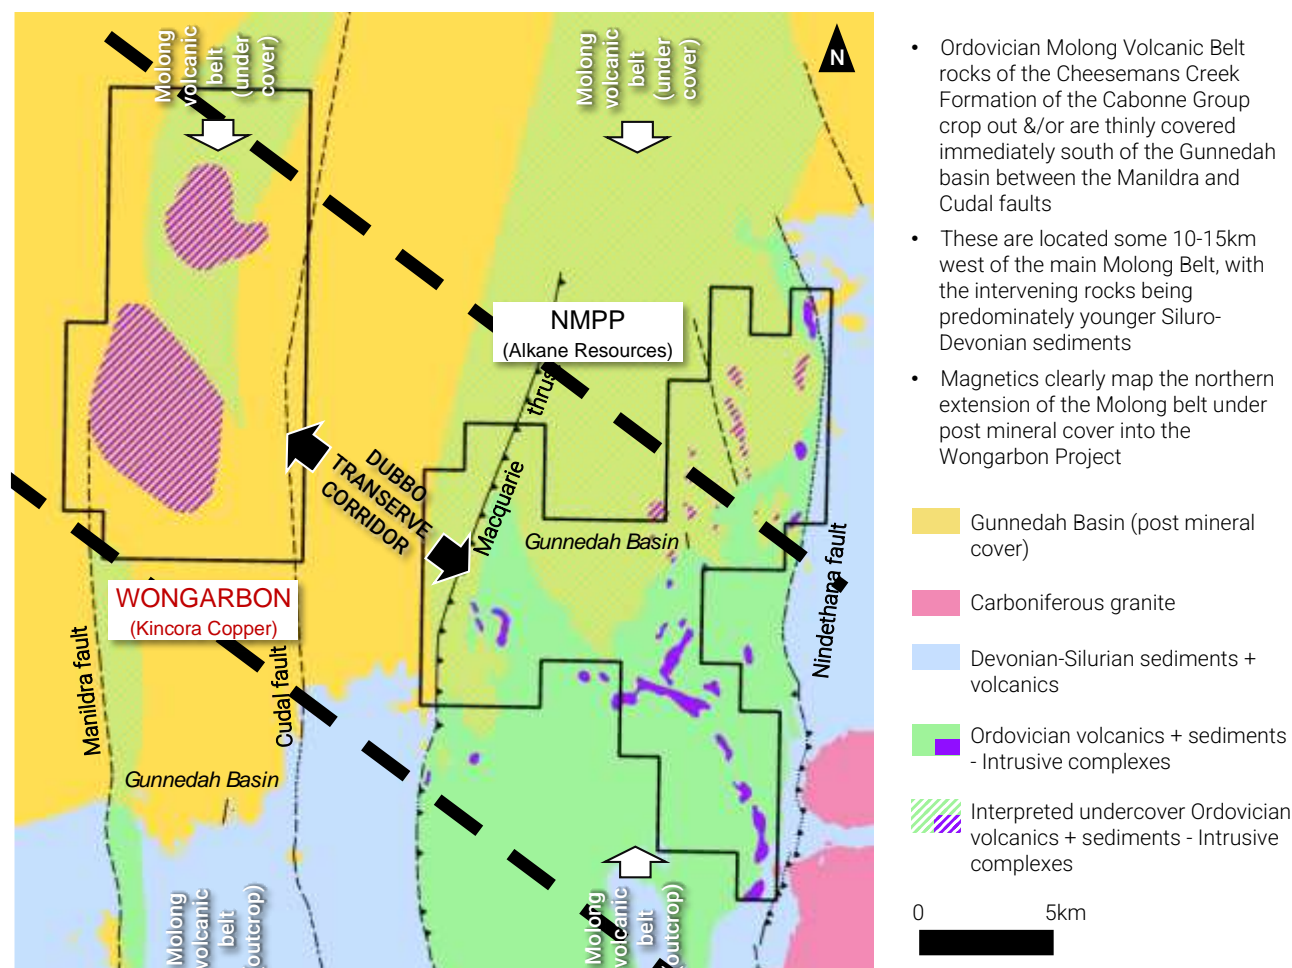 Molong
volcanic
belt
(under
cover)
Molong
volcanic
belt
(under
cover)
N
NMPP
(Alkane Resources)
Macquarie
thrus
DUBBO
TRANSERVE
CORRIDOR
Gunnedah Basin
WONGARBON
(Kincora Copper)
Manildra fault
Cudal fault
Nindethana fault
Gunnedah Basin
Molong
volcanic
belt
(outcrop)
Molong
volcanic
belt
(outcrop)
• Ordovician Molong Volcanic Belt
rocks of the Cheesemans Creek
Formation of the Cabonne Group
crop out &/or are thinly covered
immediately south of the Gunnedah
basin between the Manildra and
Cudal faults
• These are located some 10-15km
west of the main Molong Belt, with
the intervening rocks being
predominately younger Siluro-
Devonian sediments
• Magnetics clearly map the northern
extension of the Molong belt under
post mineral cover into the
Wongarbon Project
Gunnedah Basin (post mineral
cover)
Carboniferous granite
Devonian-Silurian sediments +
volcanics
Ordovician volcanics + sediments
- Intrusive complexes
Interpreted undercover Ordovician
volcanics + sediments - Intrusive
complexes
0 5km